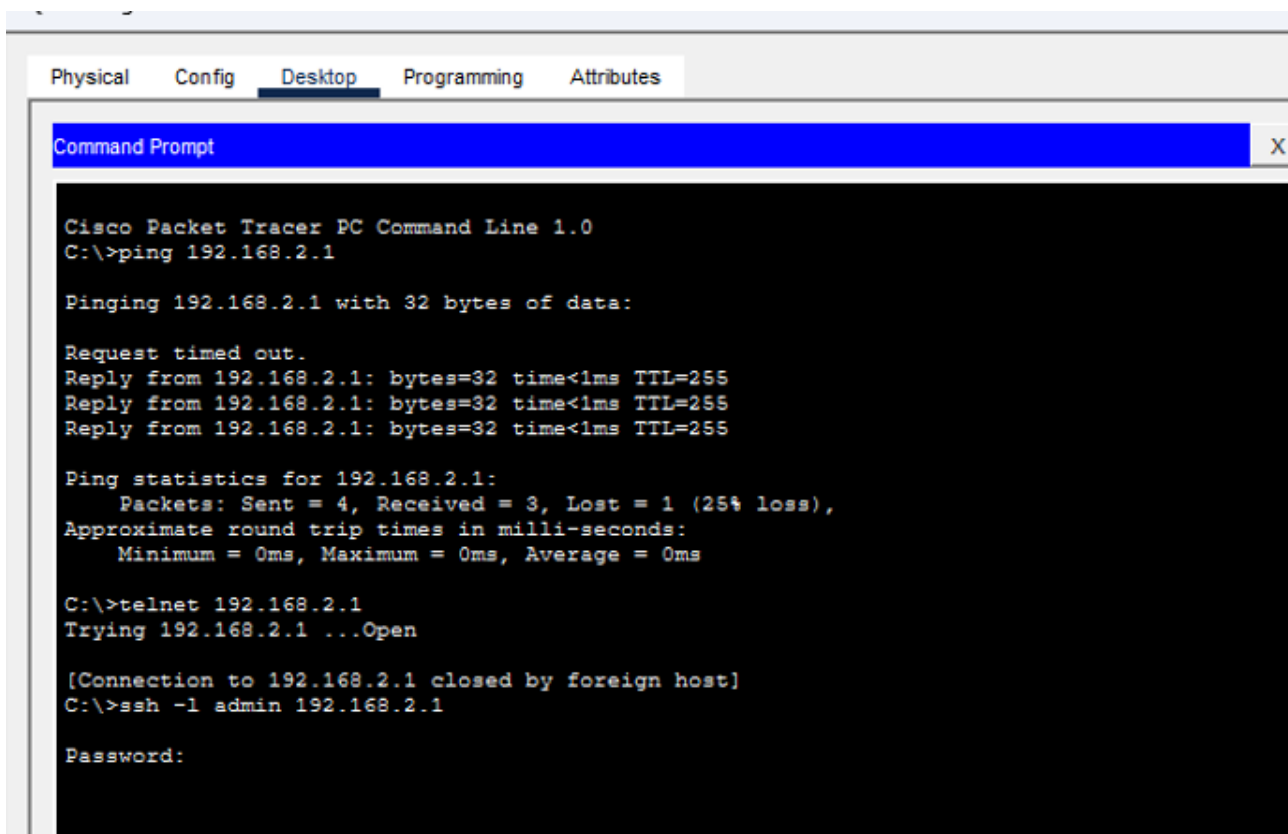 Physical Config Desktop Programming Attributes
Command Prompt X
Cisco Packet Tracer PC Command Line 1.0
C:\>ping 192.168.2.1
Pinging 192.168.2.1 with 32 bytes of data:
Request timed out.
Reply from 192.168.2.1: bytes=32 time<1ms TTL=255
Reply from 192.168.2.1: bytes=32 time<1ms TTL=255
Reply from 192.168.2.1: bytes=32 time<1ms TTL=255
Ping statistics for 192.168.2.1:
Packets: Sent = 4, Received = 3, Lost = 1 (25% loss),
Approximate round trip times in milli-seconds:
Minimum = 0ms, Maximum = 0ms, Average = 0ms
C:\>telnet 192.168.2.1
Trying 192.168.2.1 ...Open
[Connection to 192.168.2.1 closed by foreign host]
C:\>ssh -l admin 192.168.2.1
Password: